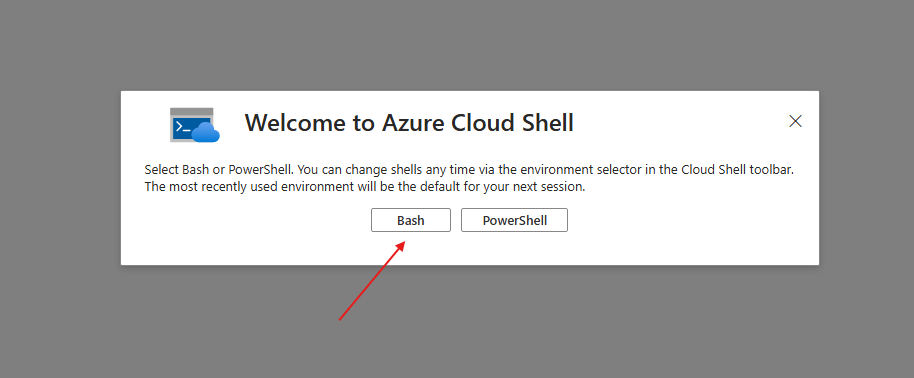 Welcome to Azure Cloud Shell
Select Bash or PowerShell. You can change shells any time via the environment selector in the Cloud Shell toolbar.
The most recently used environment will be the default for your next session.
Bash
PowerShell